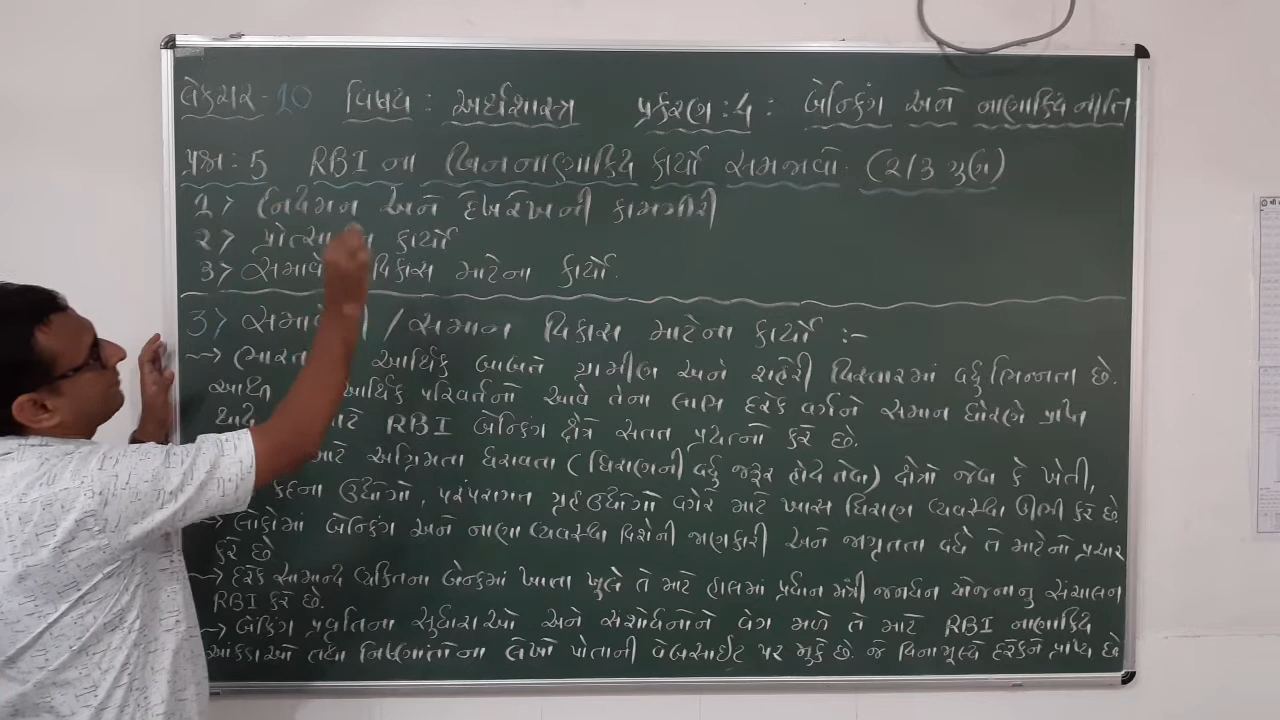 લેકચર-10 વિષય : અર્થશાસ્ત્ર પ્રકરણ : 4 : બેન્કિંગ અને નાણાકિય નીતિ
પ્રશ્ન : 5 RBI ના બિનનાણાકિય કાર્યો સમજાવો. (2/3 ગુણ)
1> નિયમન અને દેખરેખની કામગીરી
2> કાર્યો
3> વિકાસ માટેના કાર્યો.
3> / સમાન વિકાસ માટેના કાર્યો :-
→ આર્થિક બાબતે ગ્રામીણ અને શહેરી વિસ્તારમાં વધુ ભિન્નતા છે.
આર્થિક પરિવર્તનો આવે તેના લાભ દરેક વર્ગને સમાન ધોરણે પ્રાપ્ત
થાય RBI બેન્કિંગ ક્ષેત્રે સતત પ્રયત્નો કરે છે.
માટે અગ્રિમતા ધરાવતા (ધિરાણની વધુ જરૂર હોય તેવા) ક્ષેત્રો જેવા કે ખેતી,
કદના ઉદ્યોગો, પરંપરાગત ગૃહઉદ્યોગો વગેરે માટે ખાસ ધિરાણ વ્યવસ્થા ઊભી કરે છે.
→ લોકોમાં બેન્કિંગ અને નાણા વ્યવસ્થા વિશેની જાણકારી અને જાગૃતતા વધે તે માટેનો પ્રચાર
કરે છે
→ દરેક સામાન્ય વ્યકિતના બેન્કમાં ખાતા ખુલે તે માટે હાલમાં પ્રધાન મંત્રી જનધન યોજનાનુ સંચાલન
RBI કરે છે.
→ બેંકિંગ પ્રવૃતિના સુધારાઓ અને સંશોધનોને વેગ મળે તે માટે RBI નાણાકિય
આંકડાઓ તથા નિષ્ણાંતોના લેખો પોતાની વેબસાઈટ પર મુકે છે. જે વિનામૂલ્યે દરેકને પ્રાપ્ય છે